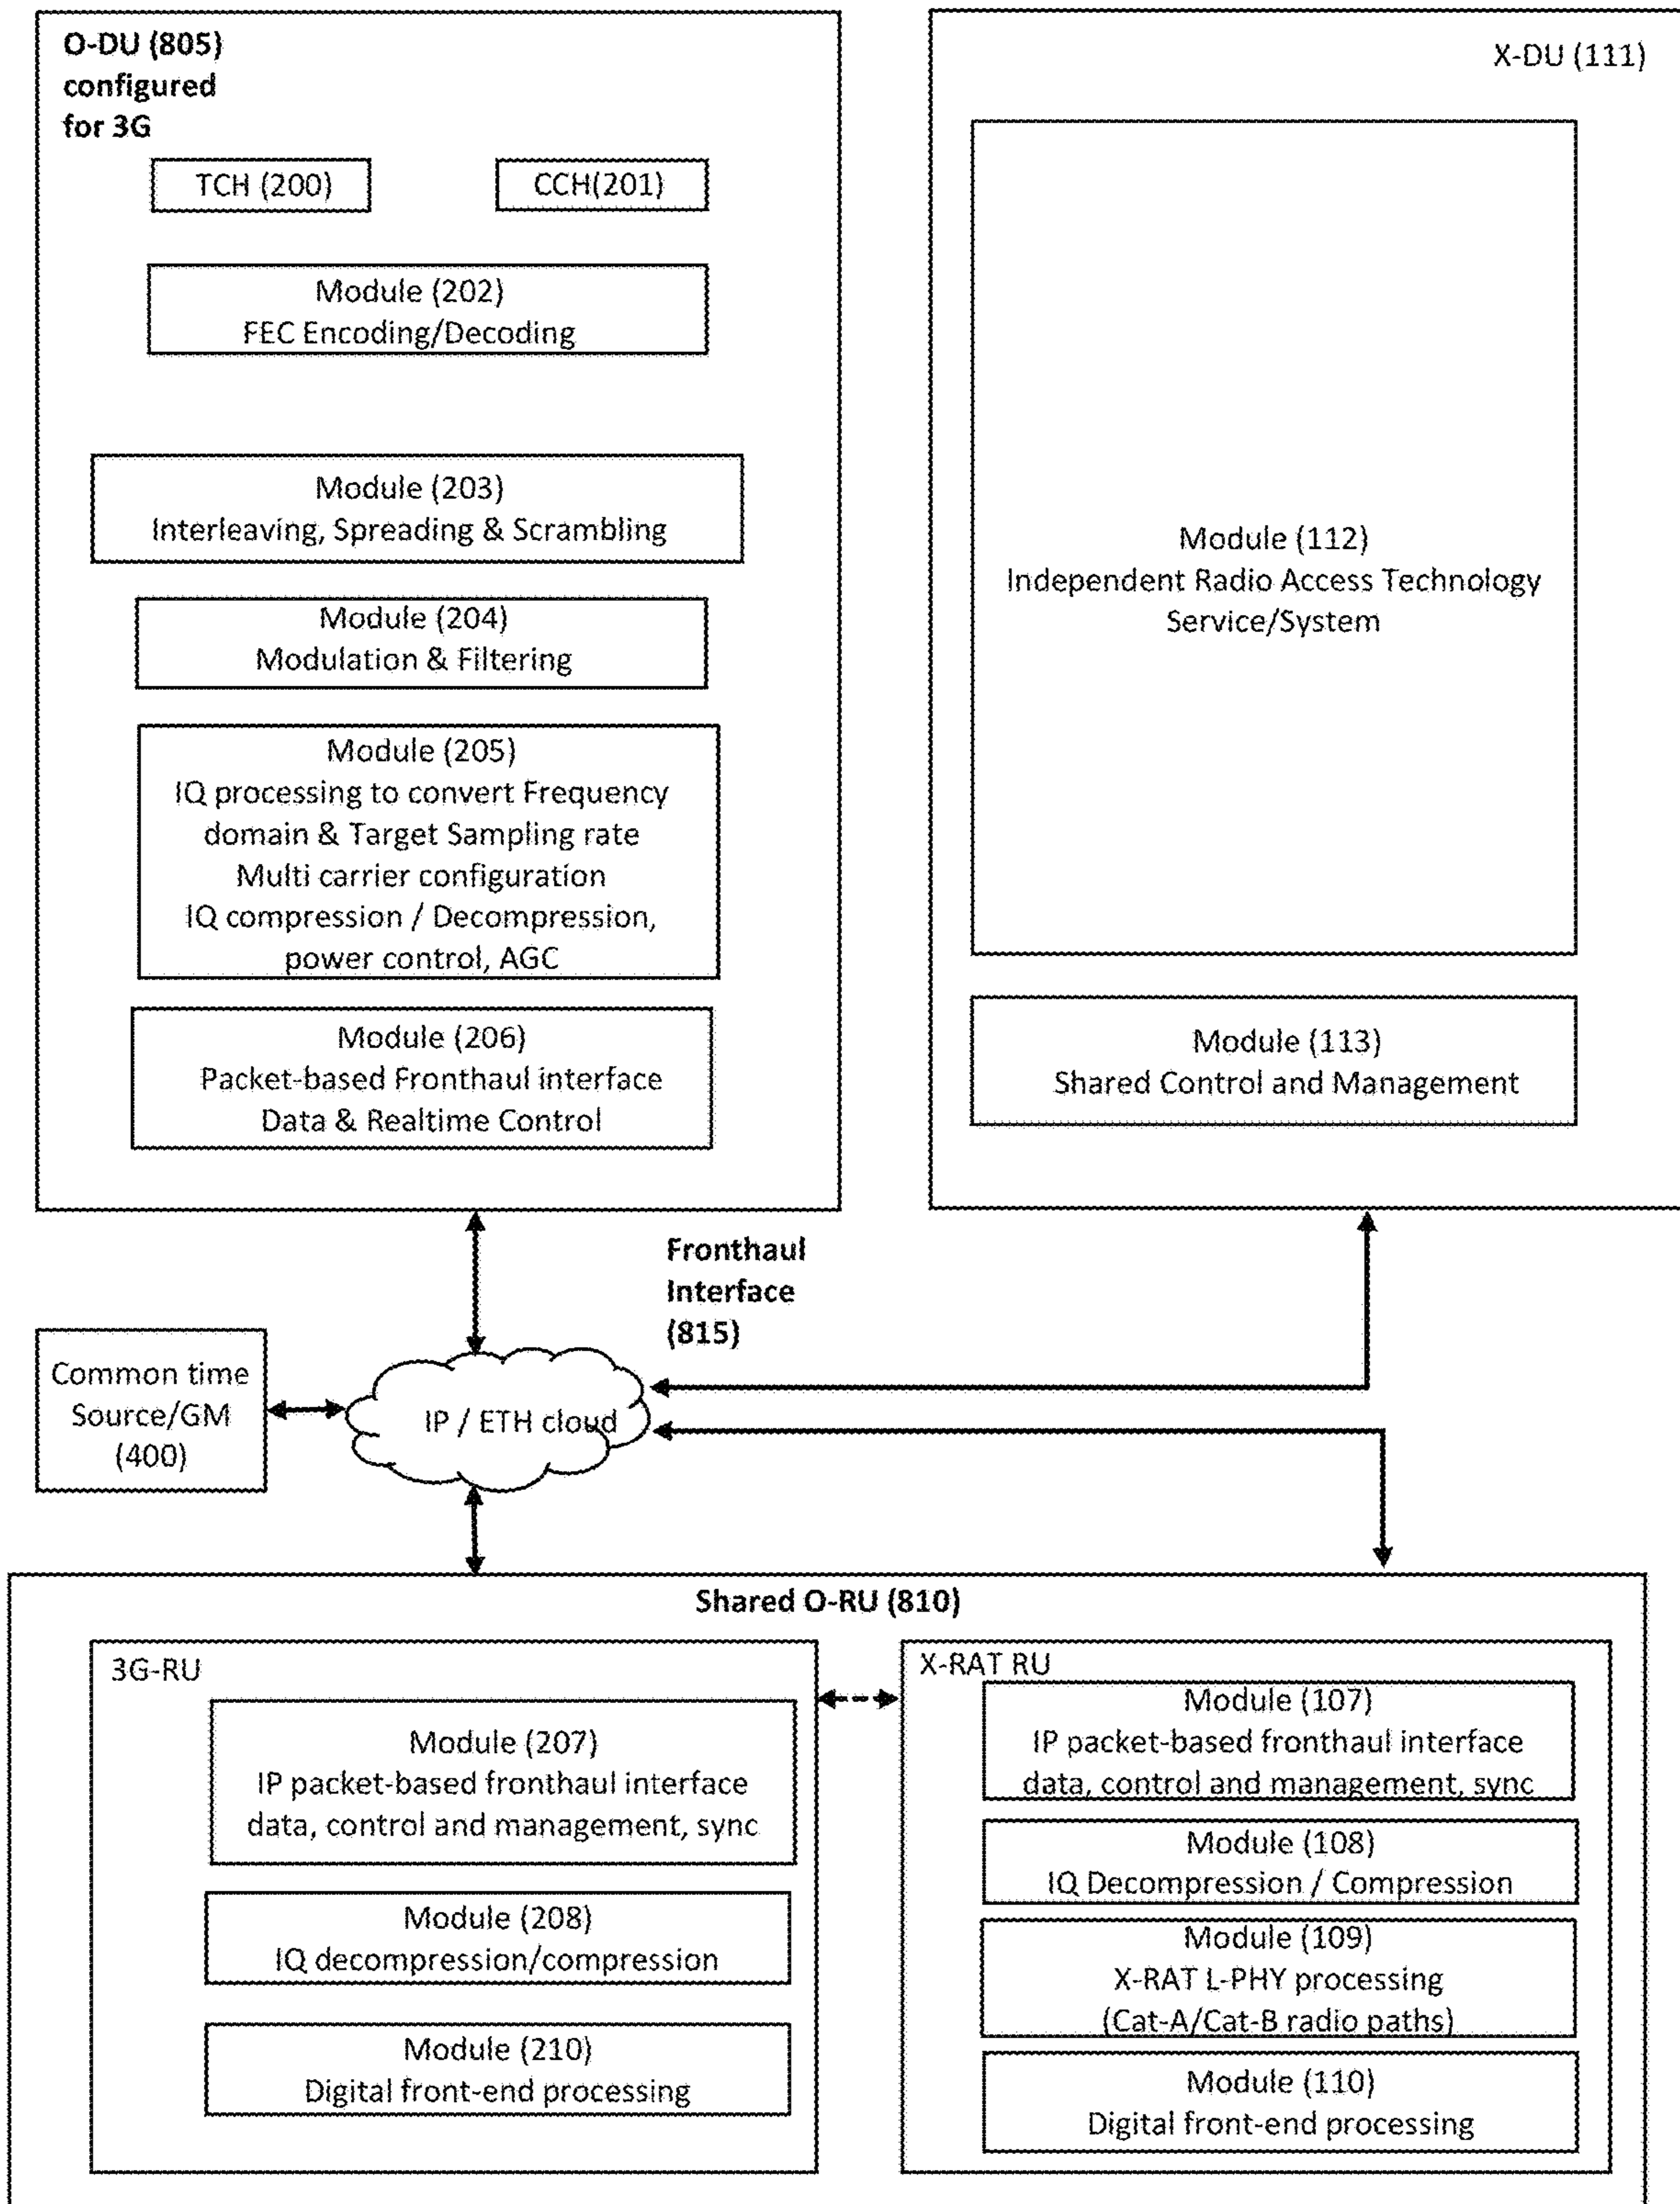 O-DU (805)
configured
for 3G
TCH (200)
CCH(201)
Module (202)
FEC Encoding/Decoding
Module (203)
Interleaving, Spreading & Scrambling
Module (204)
Modulation & Filtering
Module (205)
IQ processing to convert Frequency
domain & Target Sampling rate
Multi carrier configuration
IQ compression / Decompression,
power control, AGC
Module (206)
Packet-based Fronthaul interface
Data & Realtime Control
X-DU (111)
Module (112)
Independent Radio Access Technology
Service/System
Module (113)
Shared Control and Management
Fronthaul
Interface
(815)
Common time
Source/GM
(400)
IP / ETH cloud
Shared O-RU (810)
3G-RU
Module (207)
IP packet-based fronthaul interface
data, control and management, sync
Module (208)
IQ decompression/compression
Module (210)
Digital front-end processing
X-RAT RU
Module (107)
IP packet-based fronthaul interface
data, control and management, sync
Module (108)
IQ Decompression / Compression
Module (109)
X-RAT L-PHY processing
(Cat-A/Cat-B radio paths)
Module (110)
Digital front-end processing